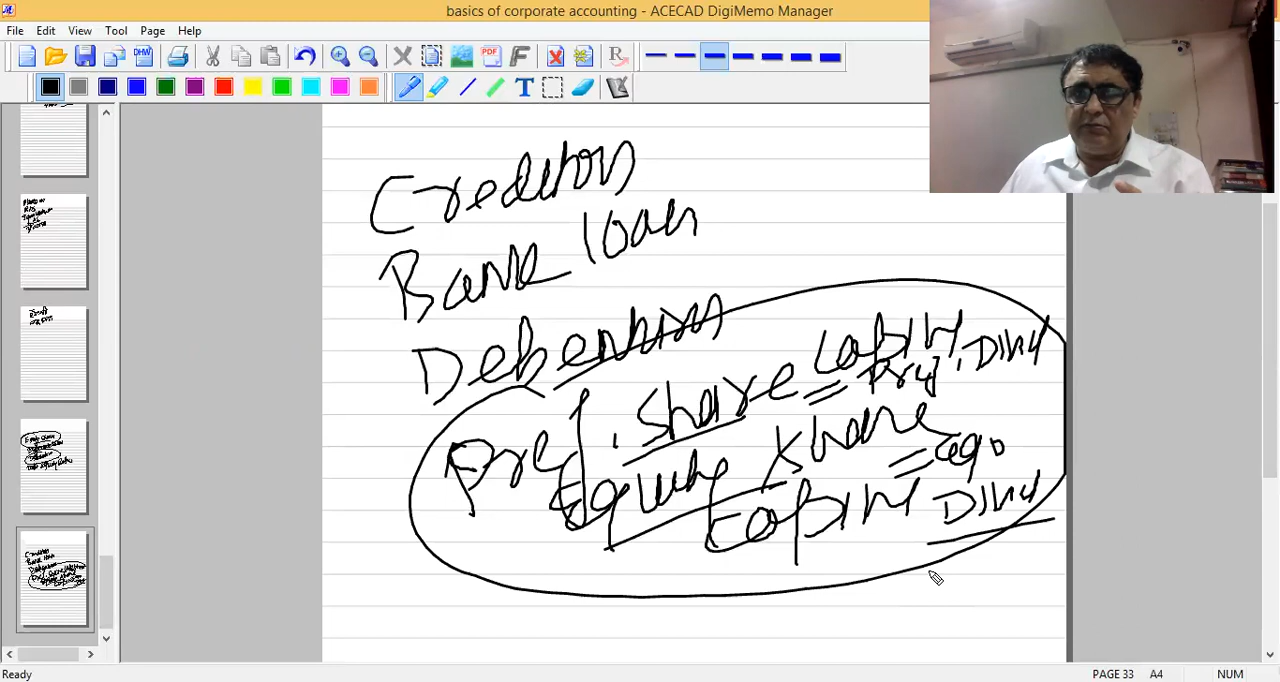 basics of corporate accounting - ACECAD DigiMemo Manager
File Edit View Tool Page Help
Creditors
Bank loan
Debentures
Pref. Share Capital Pref. Divd
Equity Share Capital Eq. Divd
Ready PAGE 33 A4 NUM